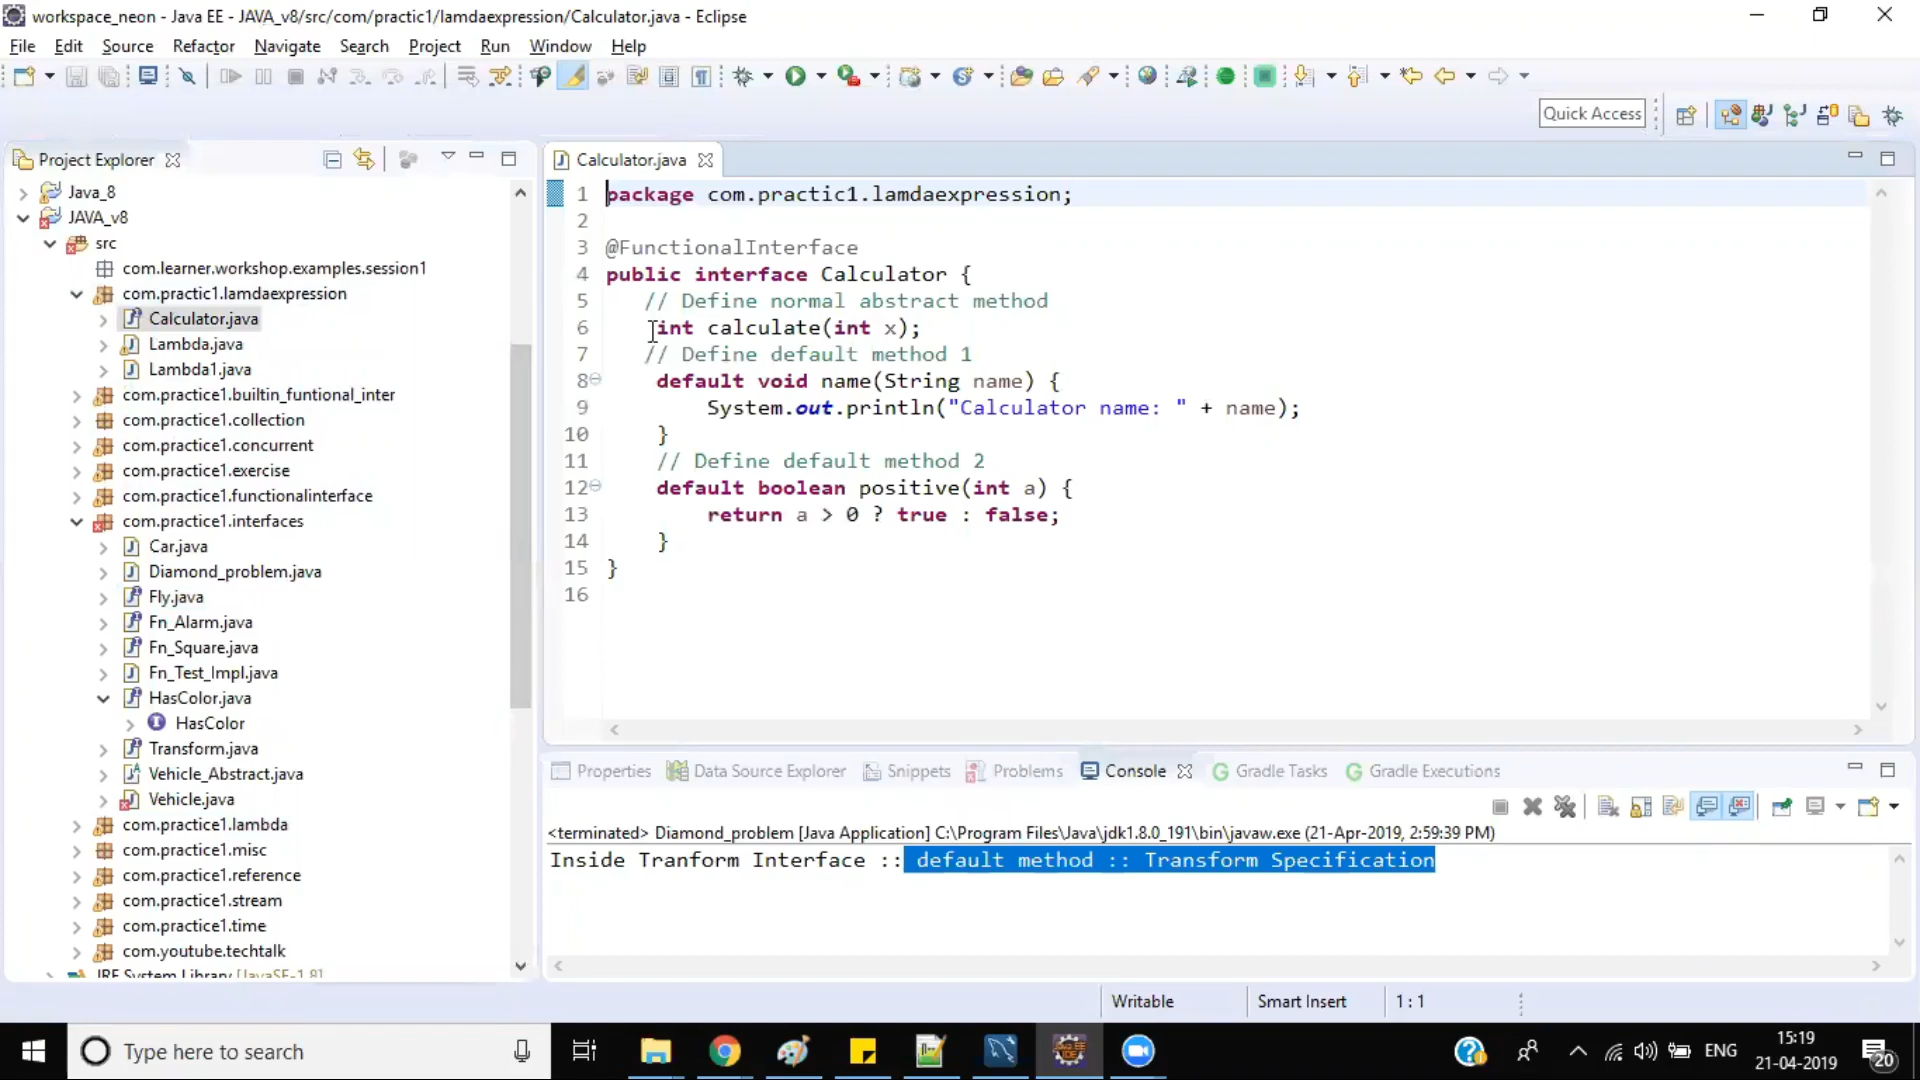 workspace_neon - Java EE - JAVA_v8/src/com/practic1/lamdaexpression/Calculator.java - Eclipse
File Edit Source Refactor Navigate Search Project Run Window Help
Quick Access
Project Explorer
Java_8
JAVA_v8
src
com.learner.workshop.examples.session1
com.practic1.lamdaexpression
Calculator.java
Lambda.java
Lambda1.java
com.practice1.builtin_funtional_inter
com.practice1.collection
com.practice1.concurrent
com.practice1.exercise
com.practice1.functionalinterface
com.practice1.interfaces
Car.java
Diamond_problem.java
Fly.java
Fn_Alarm.java
Fn_Square.java
Fn_Test_Impl.java
HasColor.java
HasColor
Transform.java
Vehicle_Abstract.java
Vehicle.java
com.practice1.lambda
com.practice1.misc
com.practice1.reference
com.practice1.stream
com.practice1.time
com.youtube.techtalk
JRE System Library [JavaSE-1.8]
Calculator.java
1 package com.practic1.lamdaexpression;
2
3 @FunctionalInterface
4 public interface Calculator {
5 // Define normal abstract method
6 int calculate(int x);
7 // Define default method 1
8 default void name(String name) {
9 System.out.println("Calculator name: " + name);
10 }
11 // Define default method 2
12 default boolean positive(int a) {
13 return a > 0 ? true : false;
14 }
15 }
16
Properties Data Source Explorer Snippets Problems Console Gradle Tasks Gradle Executions
<terminated> Diamond_problem [Java Application] C:\Program Files\Java\jdk1.8.0_191\bin\javaw.exe (21-Apr-2019, 2:59:39 PM)
Inside Tranform Interface :: default method :: Transform Specification
Writable Smart Insert 1 : 1
Type here to search
ENG
15:19
21-04-2019
20